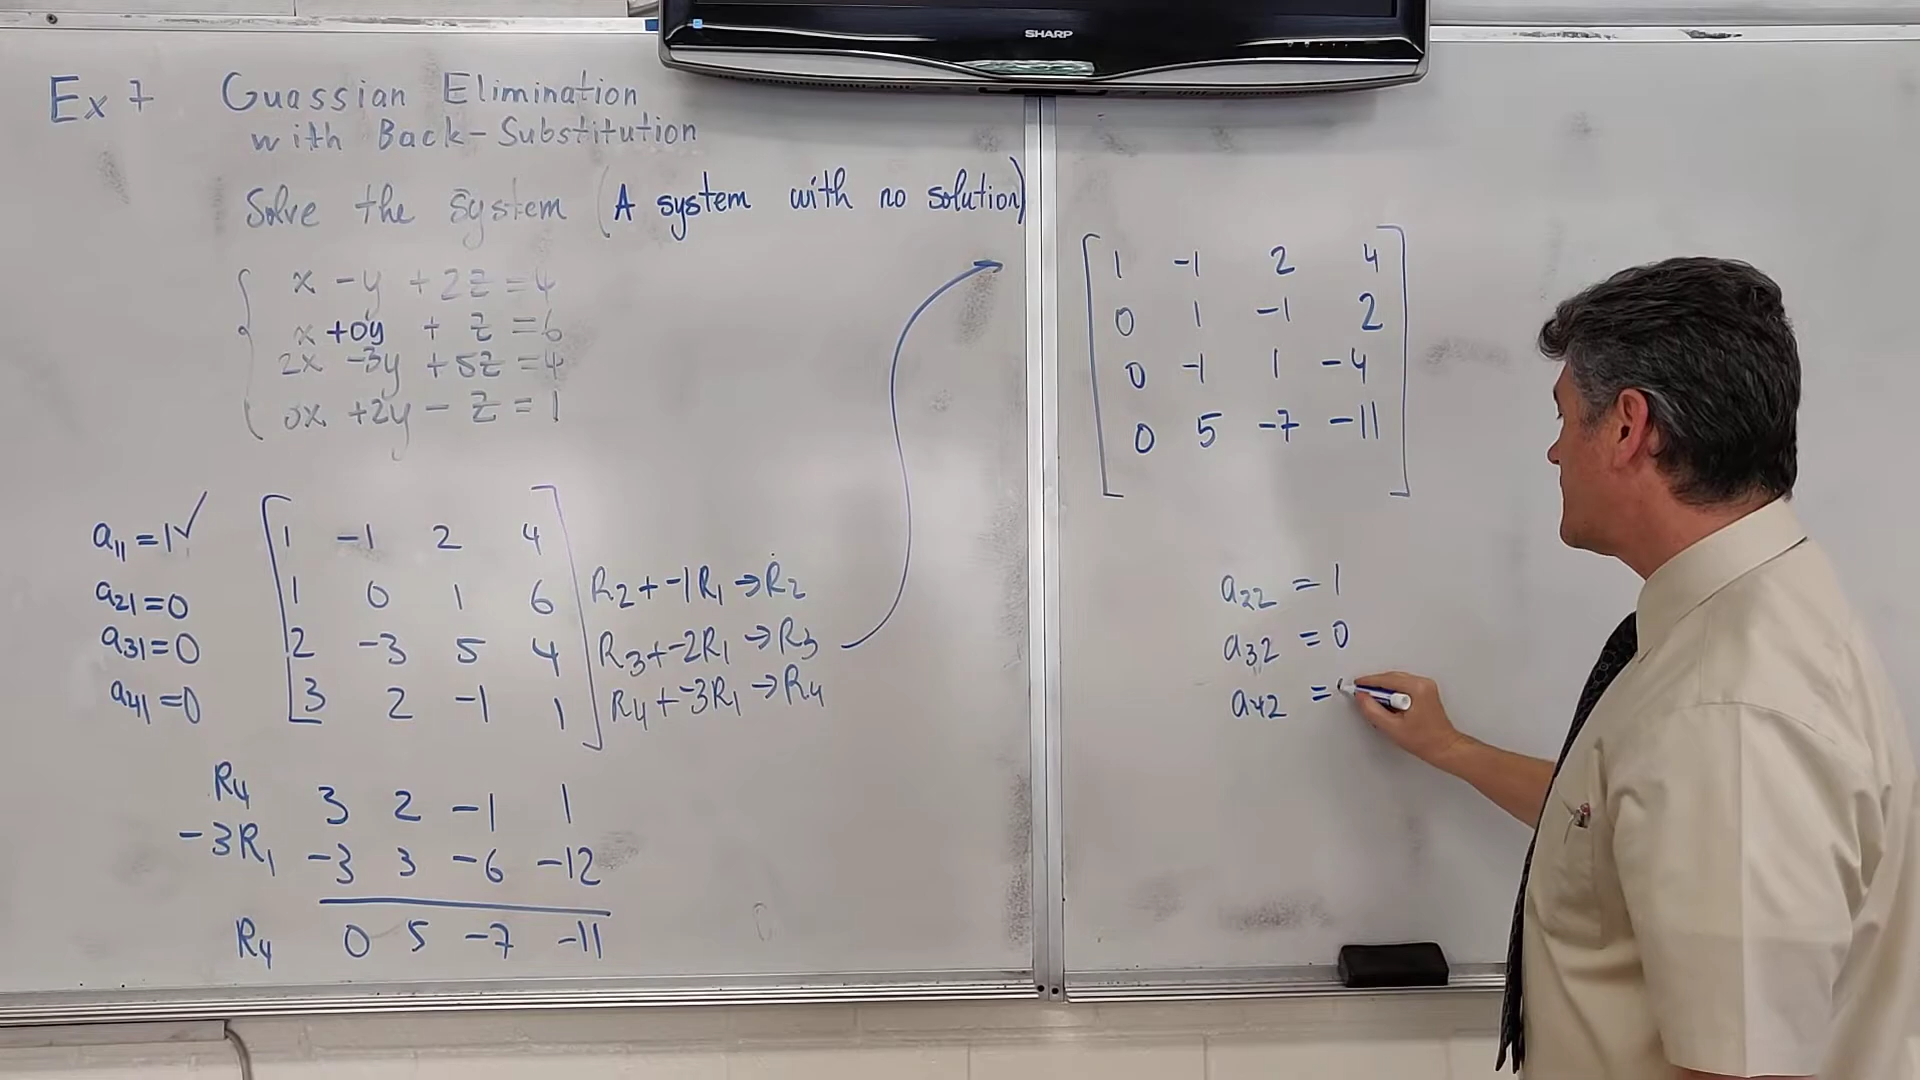 SHARP
Ex 7 Guassian Elimination
with Back-Substitution
Solve the system (A system with no solution)
x -y +2z =4
x +0y + z =6
2x -3y +5z =4
3x +2y - z = 1
a11 =1✓ 1 -1 2 4
a21=0 1 0 1 6 R2+-1R1→R2
a31=0 2 -3 5 4 R3+-2R1→R3
a41=0 3 2 -1 1 R4+-3R1→R4
R4 3 2 -1 1
-3R1 -3 3 -6 -12
R4 0 5 -7 -11
1 -1 2 4
0 1 -1 2
0 -1 1 -4
0 5 -7 -11
a22 = 1
a32 = 0
a42 =